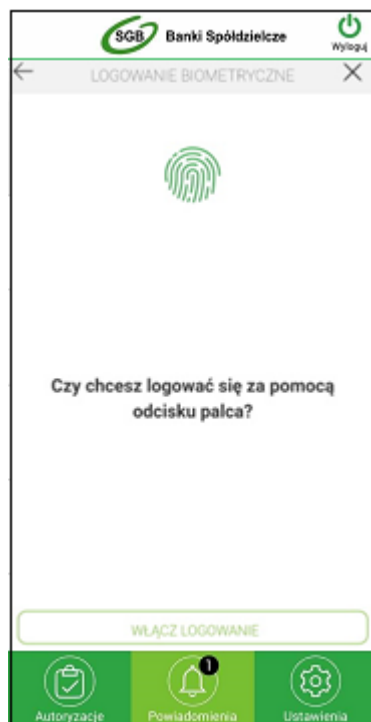 SGB Banki Spółdzielcze
Wyloguj
LOGOWANIE BIOMETRYCZNE
Czy chcesz logować się za pomocą
odcisku palca?
WŁĄCZ LOGOWANIE
1
Autoryzacje Powiadomienia Ustawienia